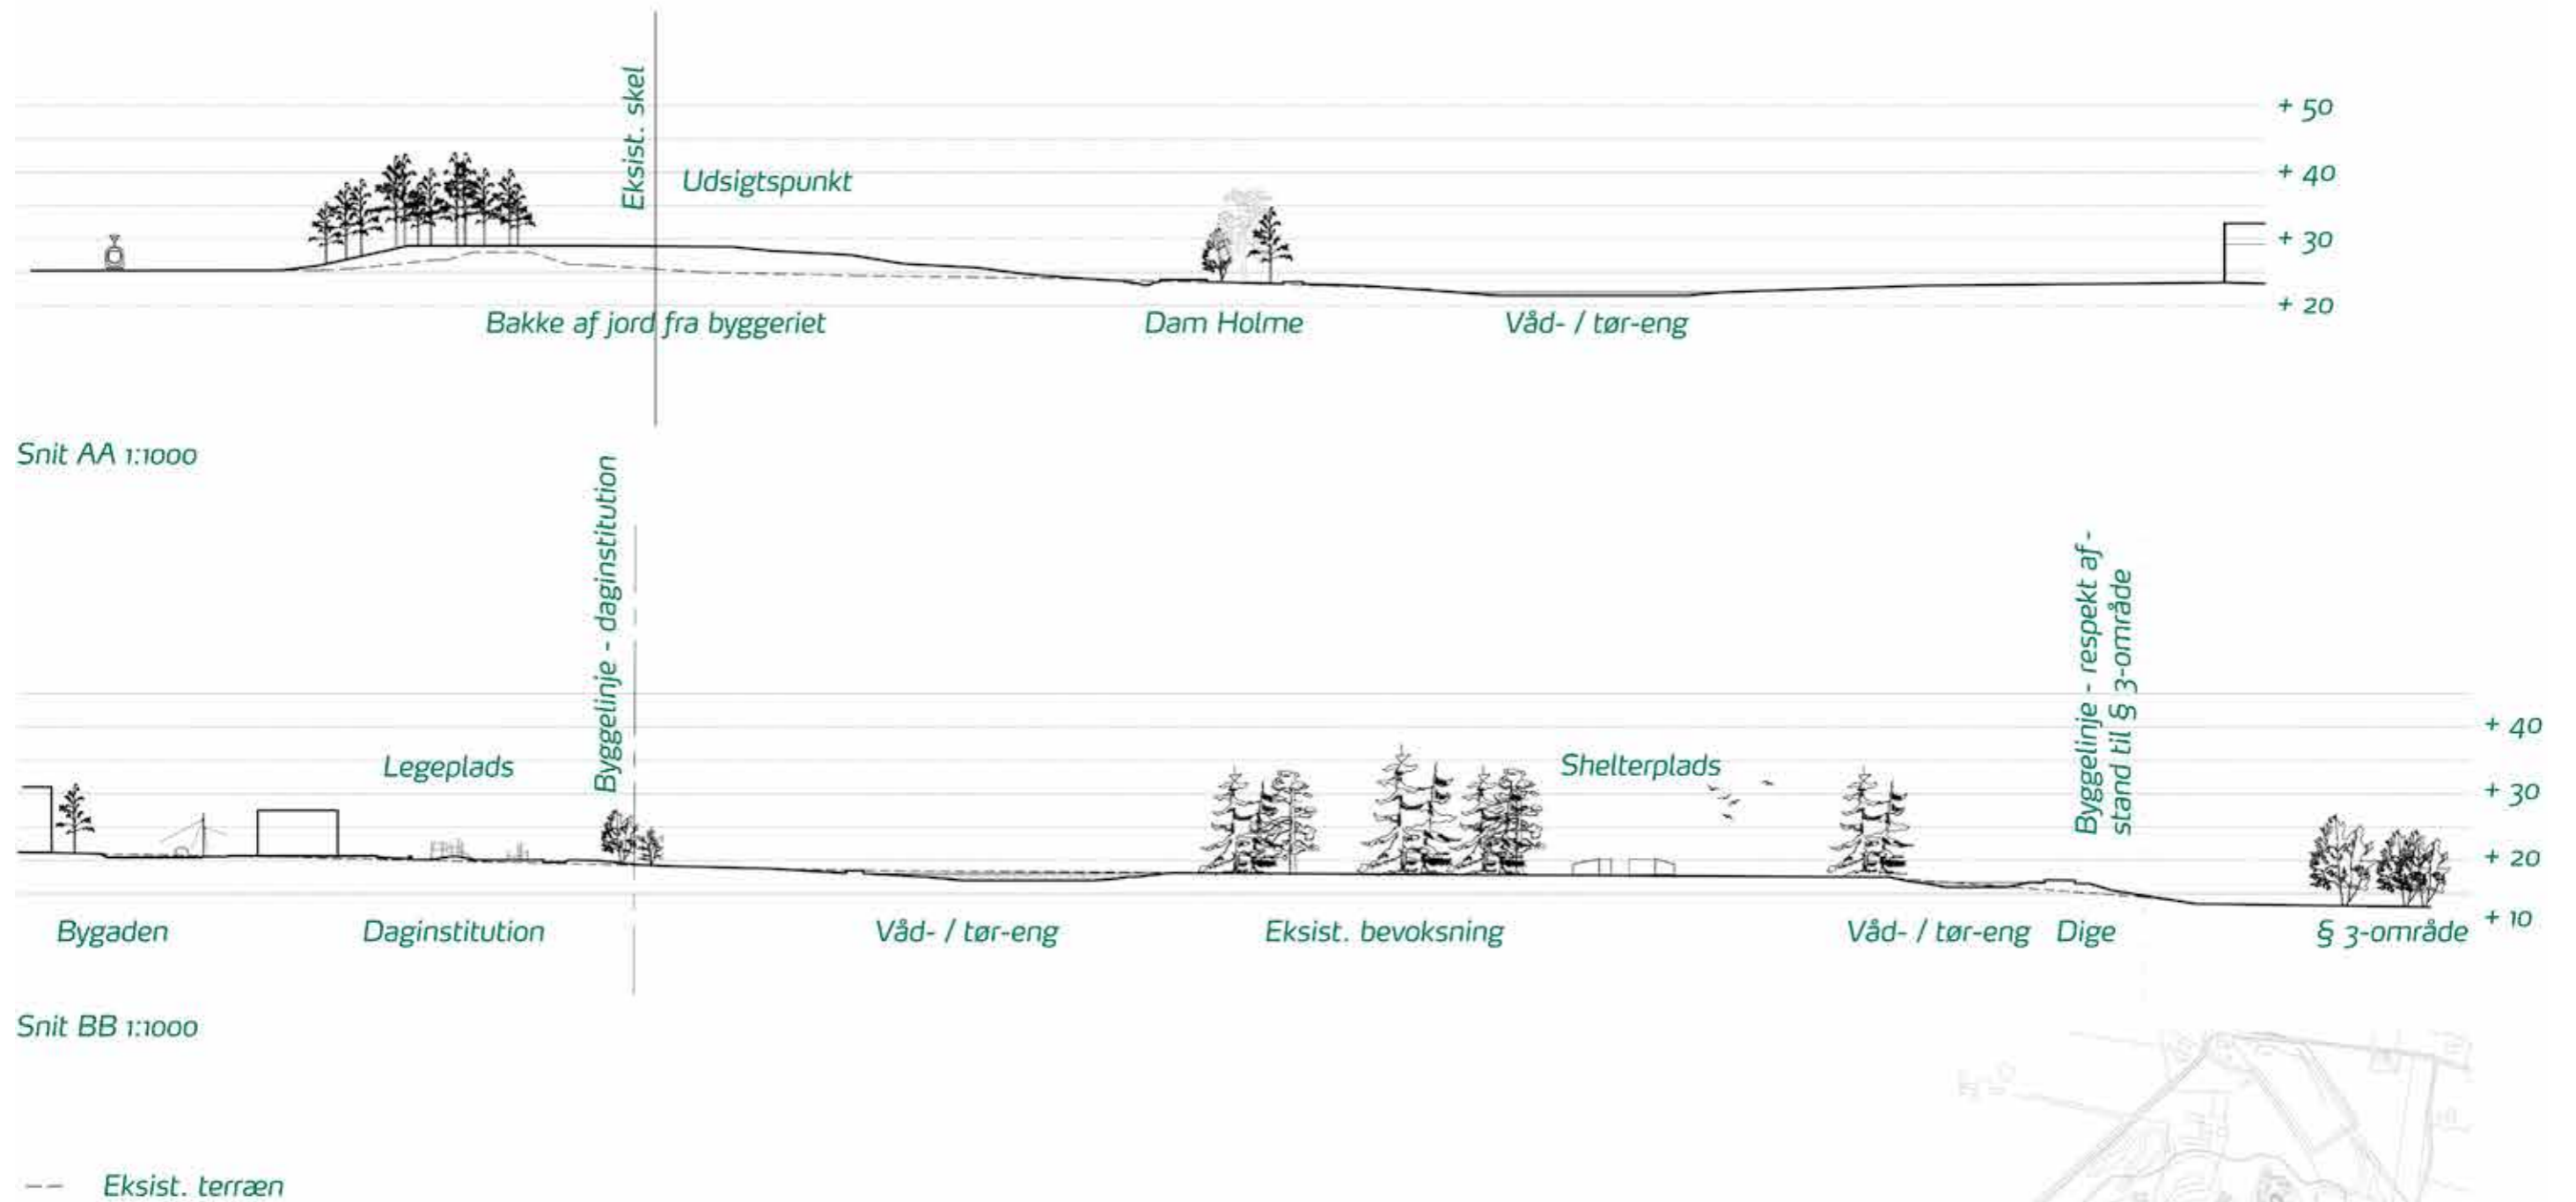 Eksist. skel
+ 50
Udsigtspunkt
+ 40
+ 30
+ 20
Bakke af jord fra byggeriet
Dam Holme
Våd- / tør-eng
Snit AA 1:1000
Byggelinje - daginstitution
Byggelinje - respekt af -
stand til § 3-område
+ 40
Legeplads
Shelterplads
+ 30
+ 20
+ 10
Bygaden
Daginstitution
Våd- / tør-eng
Eksist. bevoksning
Våd- / tør-eng
Dige
§ 3-område
Snit BB 1:1000
Eksist. terræn